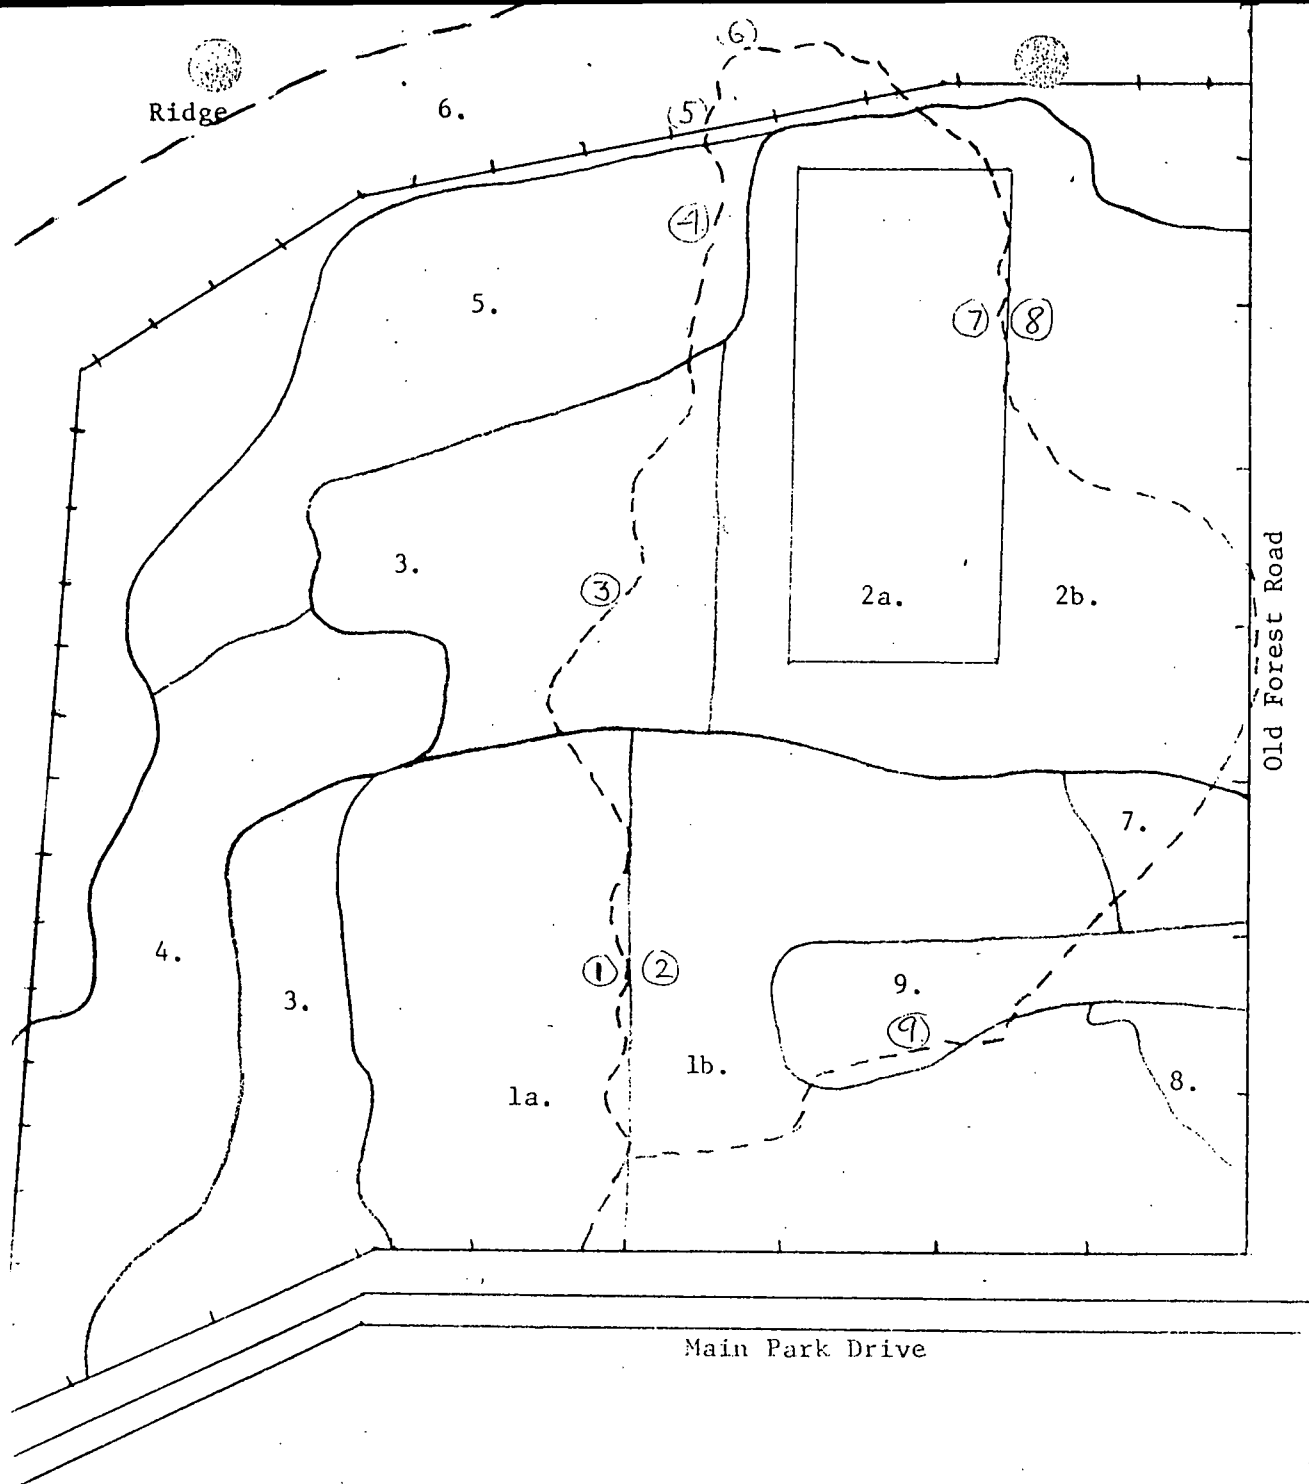 (6)
Ridge
6.
(5)
④
5.
⑦ ⑧
3.
③
2a. 2b.
Old Forest Road
7.
4.
① ②
9.
3.
⑨
1b.
1a.
8.
Main Park Drive